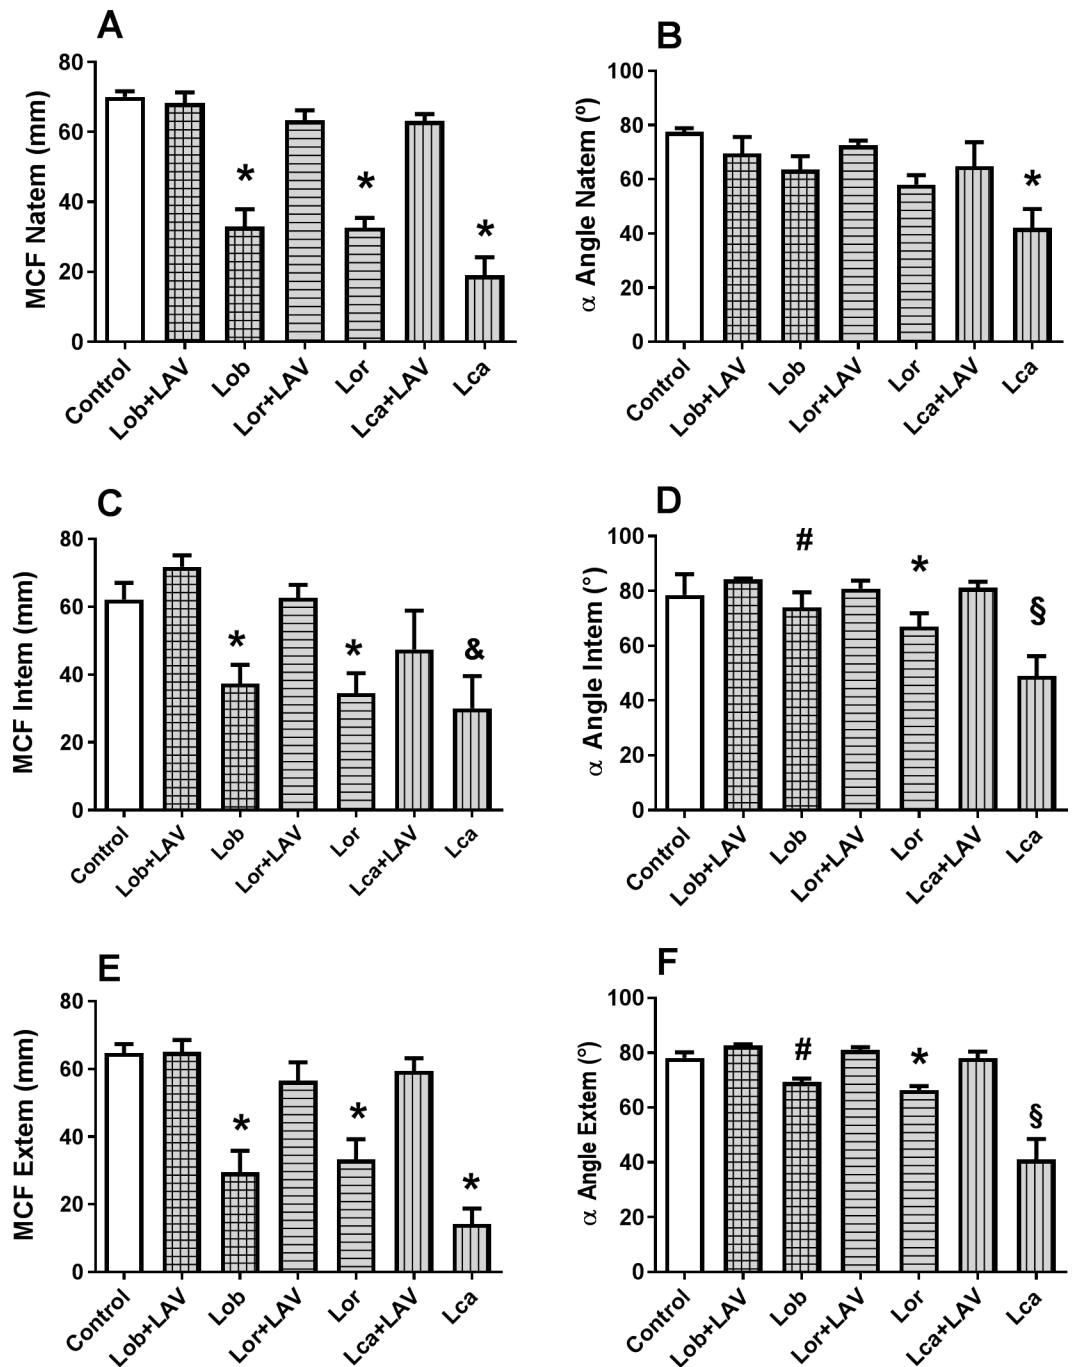 A
MCF Natem (mm)
80
60
40
20
0
*
*
*
Control
Lob+LAV
Lob
Lor+LAV
Lor
Lca+LAV
Lca
B
α Angle Natem (º)
100
80
60
40
20
0
*
Control
Lob+LAV
Lob
Lor+LAV
Lor
Lca+LAV
Lca
C
MCF Intem (mm)
80
60
40
20
0
*
*
&
Control
Lob+LAV
Lob
Lor+LAV
Lor
Lca+LAV
Lca
D
α Angle Intem (°)
100
80
60
40
20
0
#
*
§
Control
Lob+LAV
Lob
Lor+LAV
Lor
Lca+LAV
Lca
E
MCF Extem (mm)
80
60
40
20
0
*
*
*
Control
Lob+LAV
Lob
Lor+LAV
Lor
Lca+LAV
Lca
F
α Angle Extem (°)
100
80
60
40
20
0
#
*
§
Control
Lob+LAV
Lob
Lor+LAV
Lor
Lca+LAV
Lca